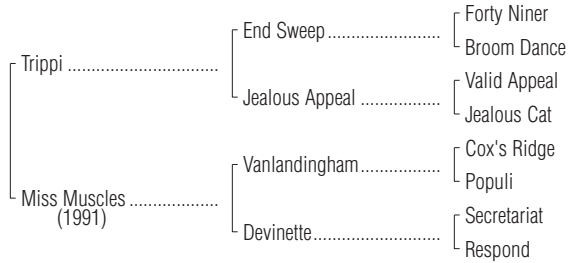 Forty Niner
End Sweep
Broom Dance
Trippi
Valid Appeal
Jealous Appeal
Jealous Cat
Cox's Ridge
Vanlandingham
Populi
Miss Muscles
(1991)
Secretariat
Devinette
Respond